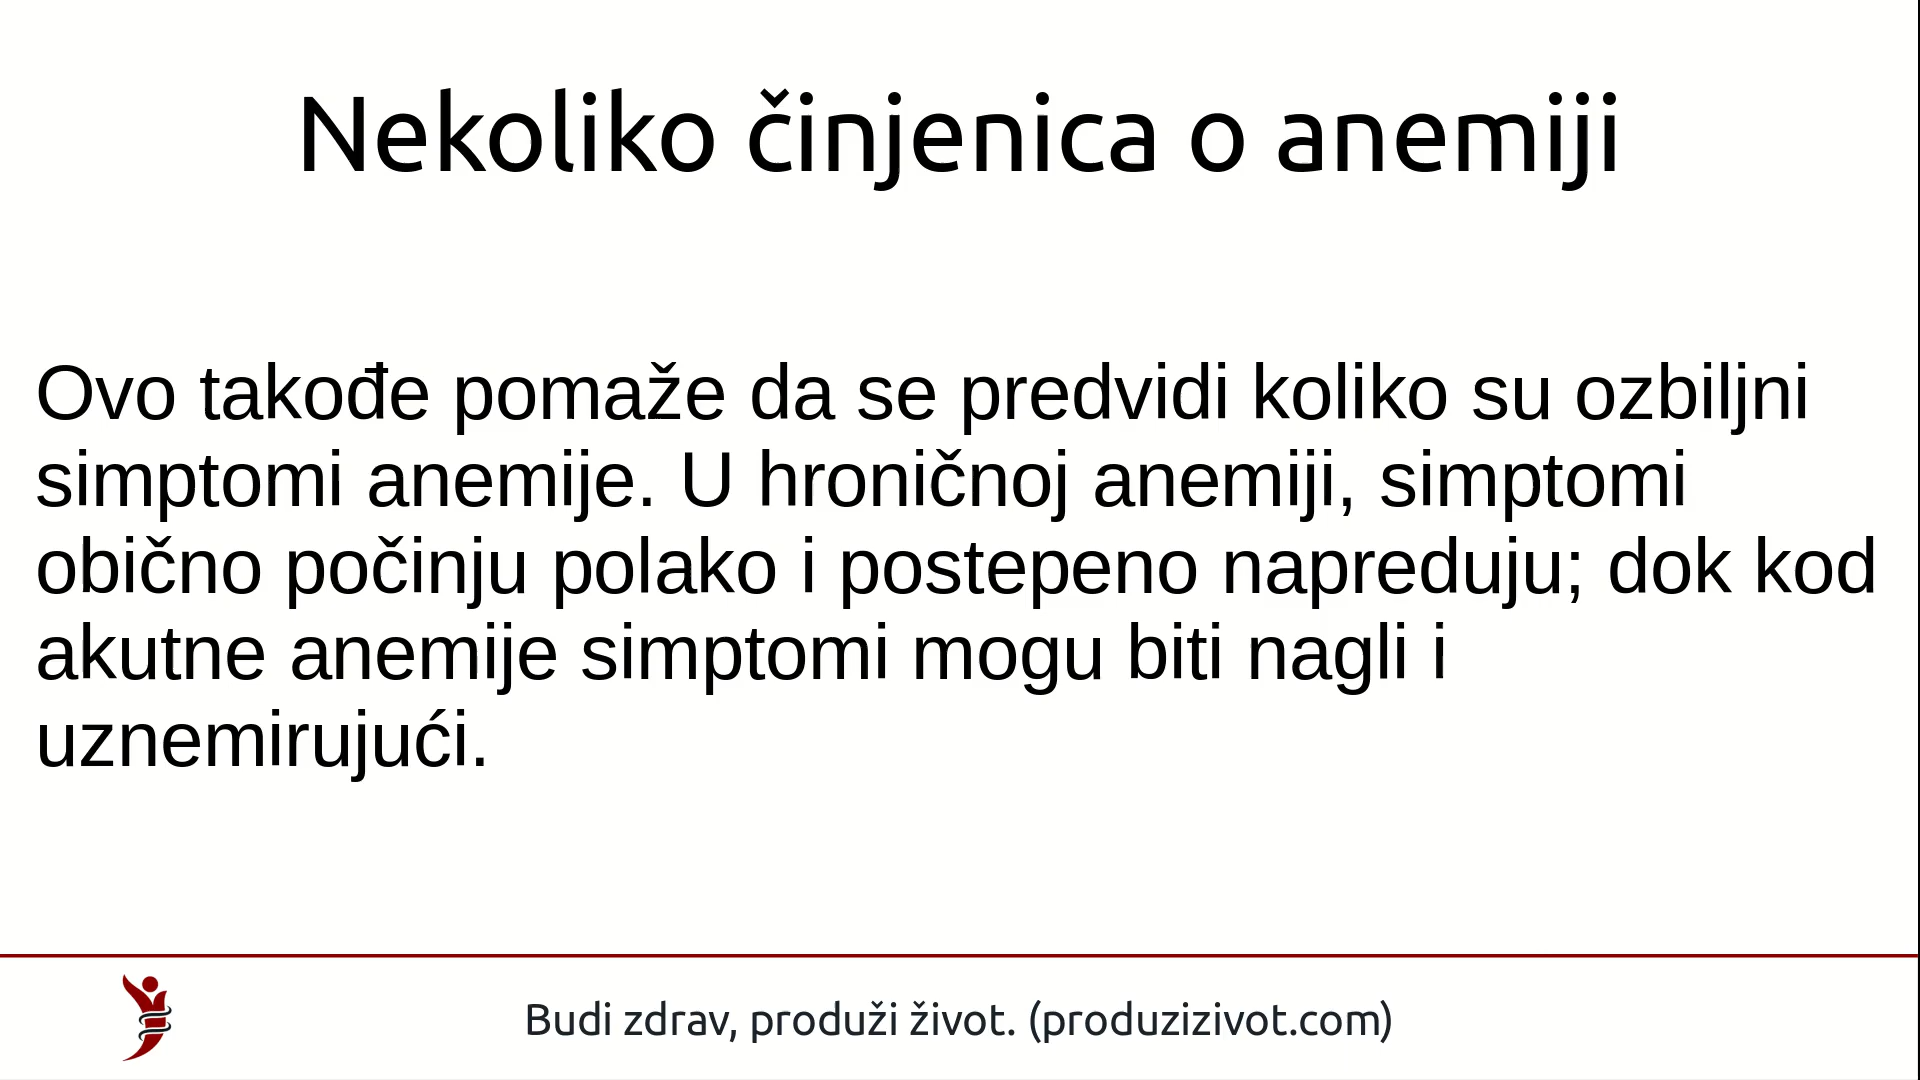 Nekoliko činjenica o anemiji
Ovo takođe pomaže da se predvidi koliko su ozbiljni
simptomi anemije. U hroničnoj anemiji, simptomi
obično počinju polako i postepeno napreduju; dok kod
akutne anemije simptomi mogu biti nagli i
uznemirujući.
Budi zdrav, produži život. (produzizivot.com)